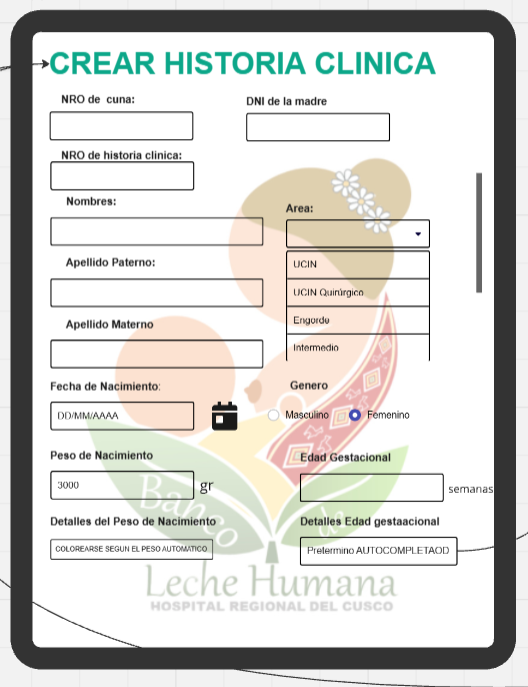 CREAR HISTORIA CLINICA
NRO de cuna:
DNI de la madre
NRO de historia clinica:
Nombres:
Area:
UCIN
Apellido Paterno:
UCIN Quirúrgico
Engorde
Apellido Materno
Intermedio
Fecha de Nacimiento:
Genero
DD/MM/AAAA
Masculino
Femenino
Peso de Nacimiento
Edad Gestacional
3000
gr
semanas
Banco
de
Detalles del Peso de Nacimiento
Detalles Edad gestaacional
COLOREARSE SEGUN EL PESO AUTOMATICO
Pretermino AUTOCOMPLETAOD
Leche Humana
HOSPITAL REGIONAL DEL CUSCO